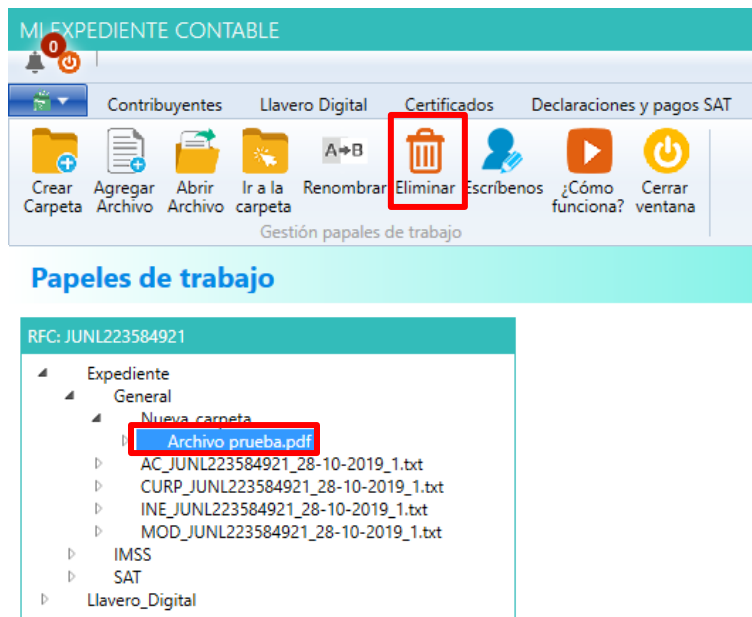 MI EXPEDIENTE CONTABLE
0
Contribuyentes Llavero Digital Certificados Declaraciones y pagos SAT
A➔B
Crear Carpeta
Agregar Archivo
Abrir Archivo
Ir a la carpeta
Renombrar
Eliminar
Escríbenos
¿Cómo funciona?
Cerrar ventana
Gestión papales de trabajo
Papeles de trabajo
RFC: JUNL223584921
Expediente
General
Nueva carpeta
Archivo prueba.pdf
AC_JUNL223584921_28-10-2019_1.txt
CURP_JUNL223584921_28-10-2019_1.txt
INE_JUNL223584921_28-10-2019_1.txt
MOD_JUNL223584921_28-10-2019_1.txt
IMSS
SAT
Llavero_Digital